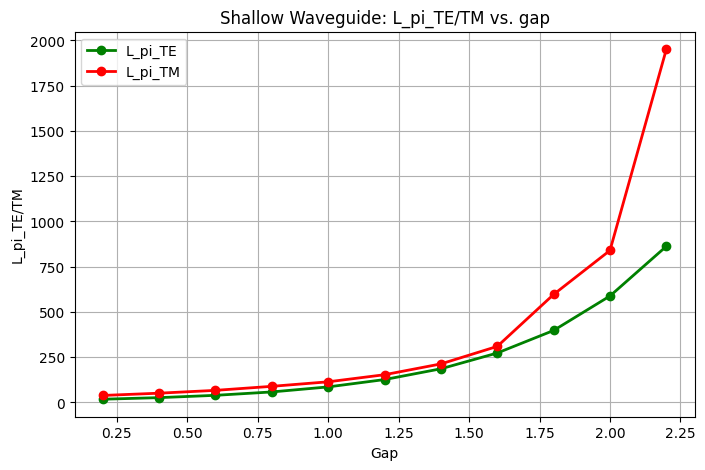 Shallow Waveguide: L_pi_TE/TM vs. gap
L_pi_TE
L_pi_TM
2000
1750
1500
1250
1000
750
500
250
0
L_pi_TE/TM
0.25 0.50 0.75 1.00 1.25 1.50 1.75 2.00 2.25
Gap